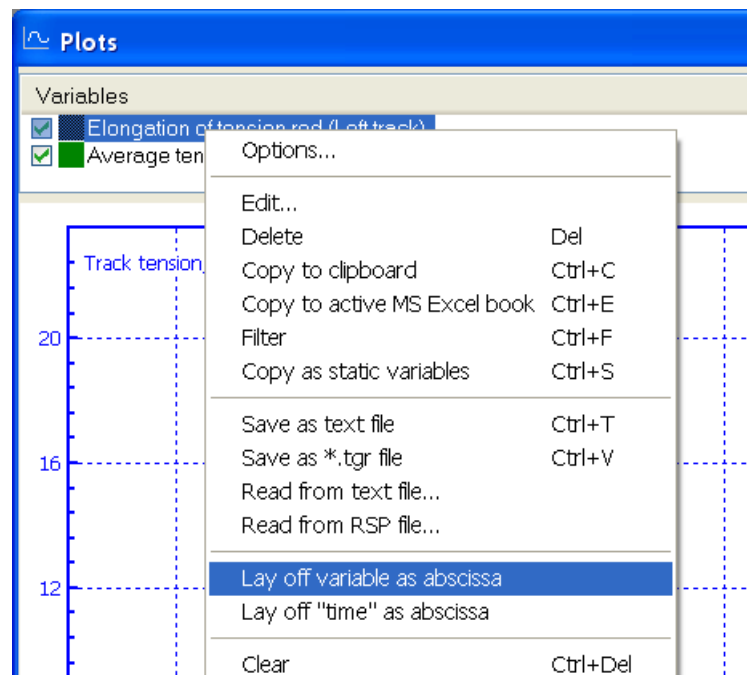 Plots
Variables
Elongation of tension rod (Left track)
Average ten
Options...
Edit...
Delete Del
Track tension,
Copy to clipboard Ctrl+C
Copy to active MS Excel book Ctrl+E
20
Filter Ctrl+F
Copy as static variables Ctrl+S
Save as text file Ctrl+T
16
Save as *.tgr file Ctrl+V
Read from text file...
Read from RSP file...
Lay off variable as abscissa
12
Lay off "time" as abscissa
Clear Ctrl+Del